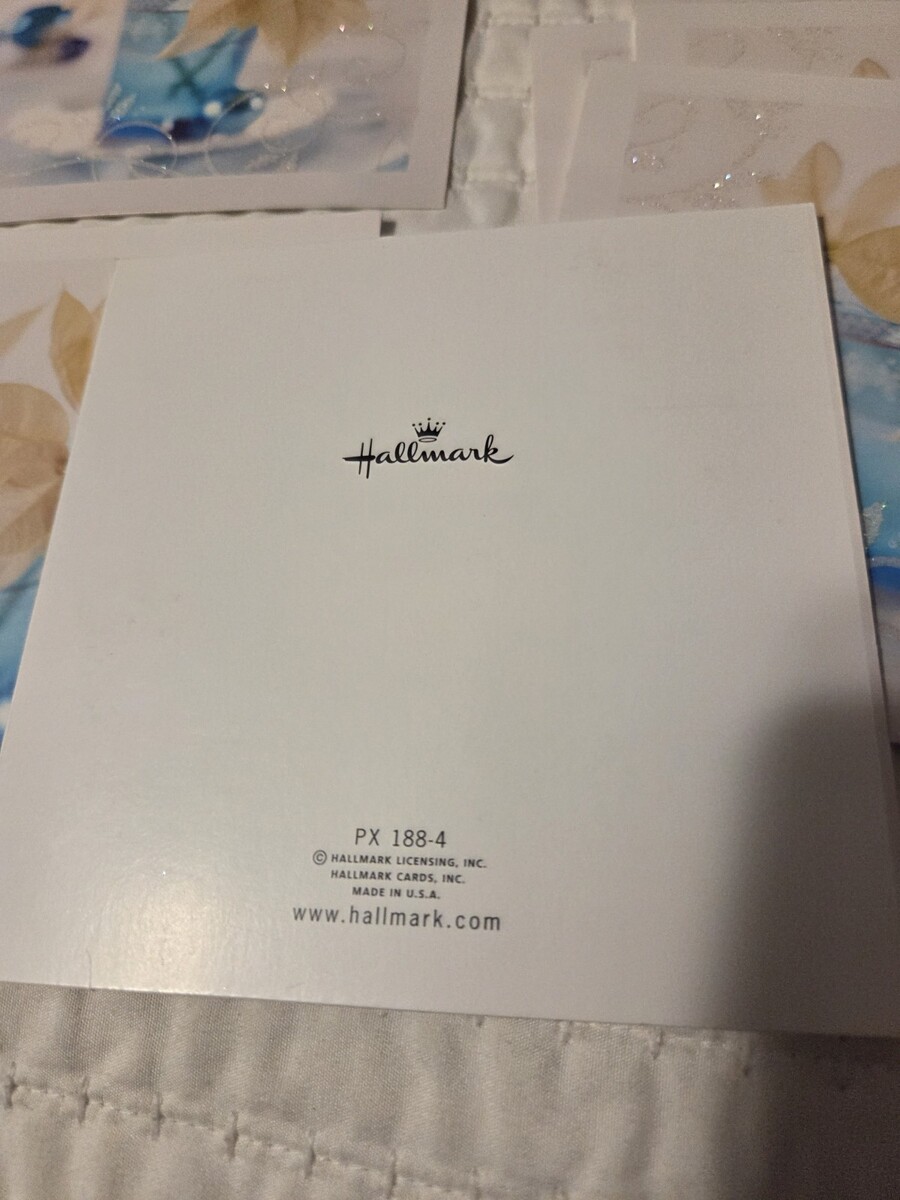 Hallmark
PX 188-4
© HALLMARK LICENSING, INC.
HALLMARK CARDS, INC.
MADE IN U.S.A.
www.hallmark.com